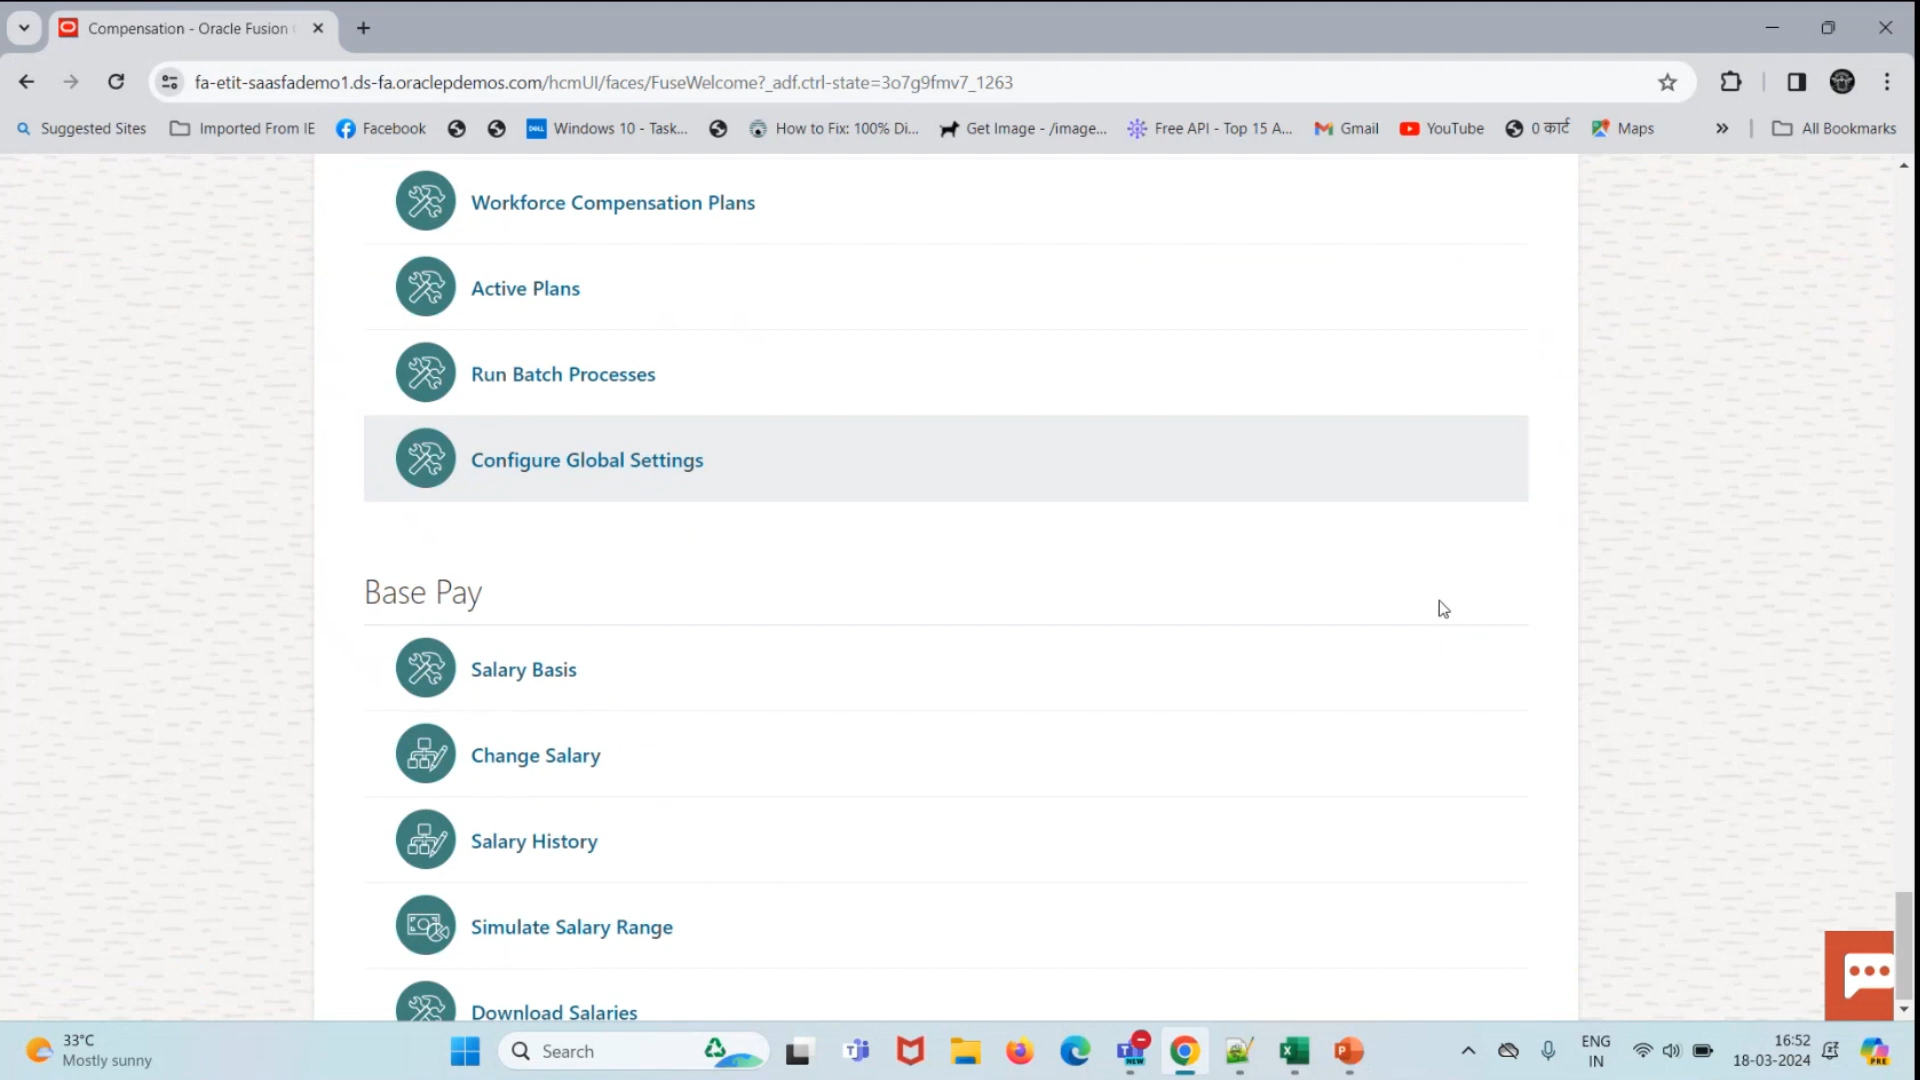 Compensation - Oracle Fusion
fa-etit-saasfademo1.ds-fa.oraclepdemos.com/hcmUI/faces/FuseWelcome?_adf.ctrl-state=3o7g9fmv7_1263
Suggested Sites
Imported From IE
Facebook
DELL
Windows 10 - Task...
How to Fix: 100% Di...
Get Image - /image...
Free API - Top 15 A...
Gmail
YouTube
0 कार्ट
Maps
All Bookmarks
Workforce Compensation Plans
Active Plans
Run Batch Processes
Configure Global Settings
Base Pay
Salary Basis
Change Salary
Salary History
Simulate Salary Range
Download Salaries
33°C
Mostly sunny
Search
NEW
ENG
IN
16:52
18-03-2024
PRE